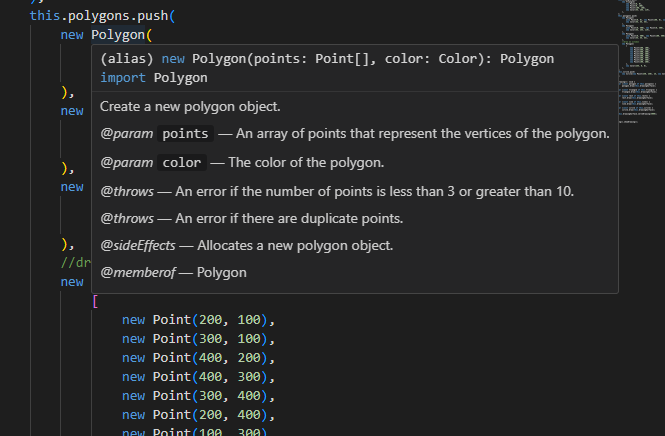 this.polygons.push(
new Polygon(
(alias) new Polygon(points: Point[], color: Color): Polygon
import Polygon
),
Create a new polygon object.
new
@param points — An array of points that represent the vertices of the polygon.
@param color — The color of the polygon.
),
new
@throws — An error if the number of points is less than 3 or greater than 10.
@throws — An error if there are duplicate points.
),
@sideEffects — Allocates a new polygon object.
//dr
@memberof — Polygon
new
[
new Point(200, 100),
new Point(300, 100),
new Point(400, 200),
new Point(400, 300),
new Point(300, 400),
new Point(200, 400),
new Point(100, 300)